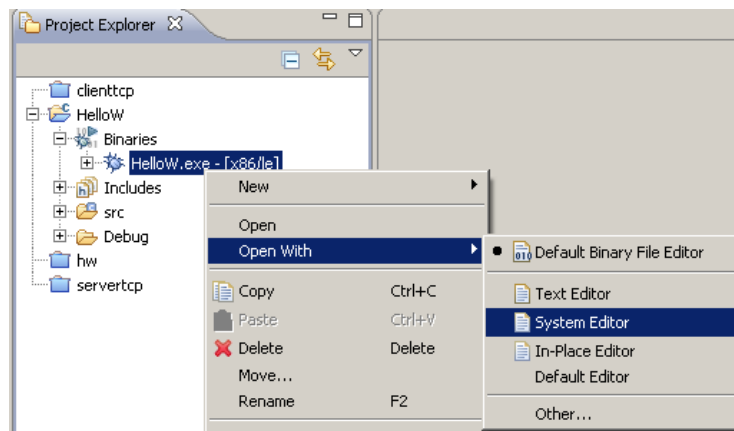 Project Explorer
clienttcp
HelloW
Binaries
HelloW.exe - [x86/le]
Includes
src
Debug
hw
servertcp
New
Open
Open With
Copy Ctrl+C
Paste Ctrl+V
Delete Delete
Move...
Rename F2
Default Binary File Editor
Text Editor
System Editor
In-Place Editor
Default Editor
Other...